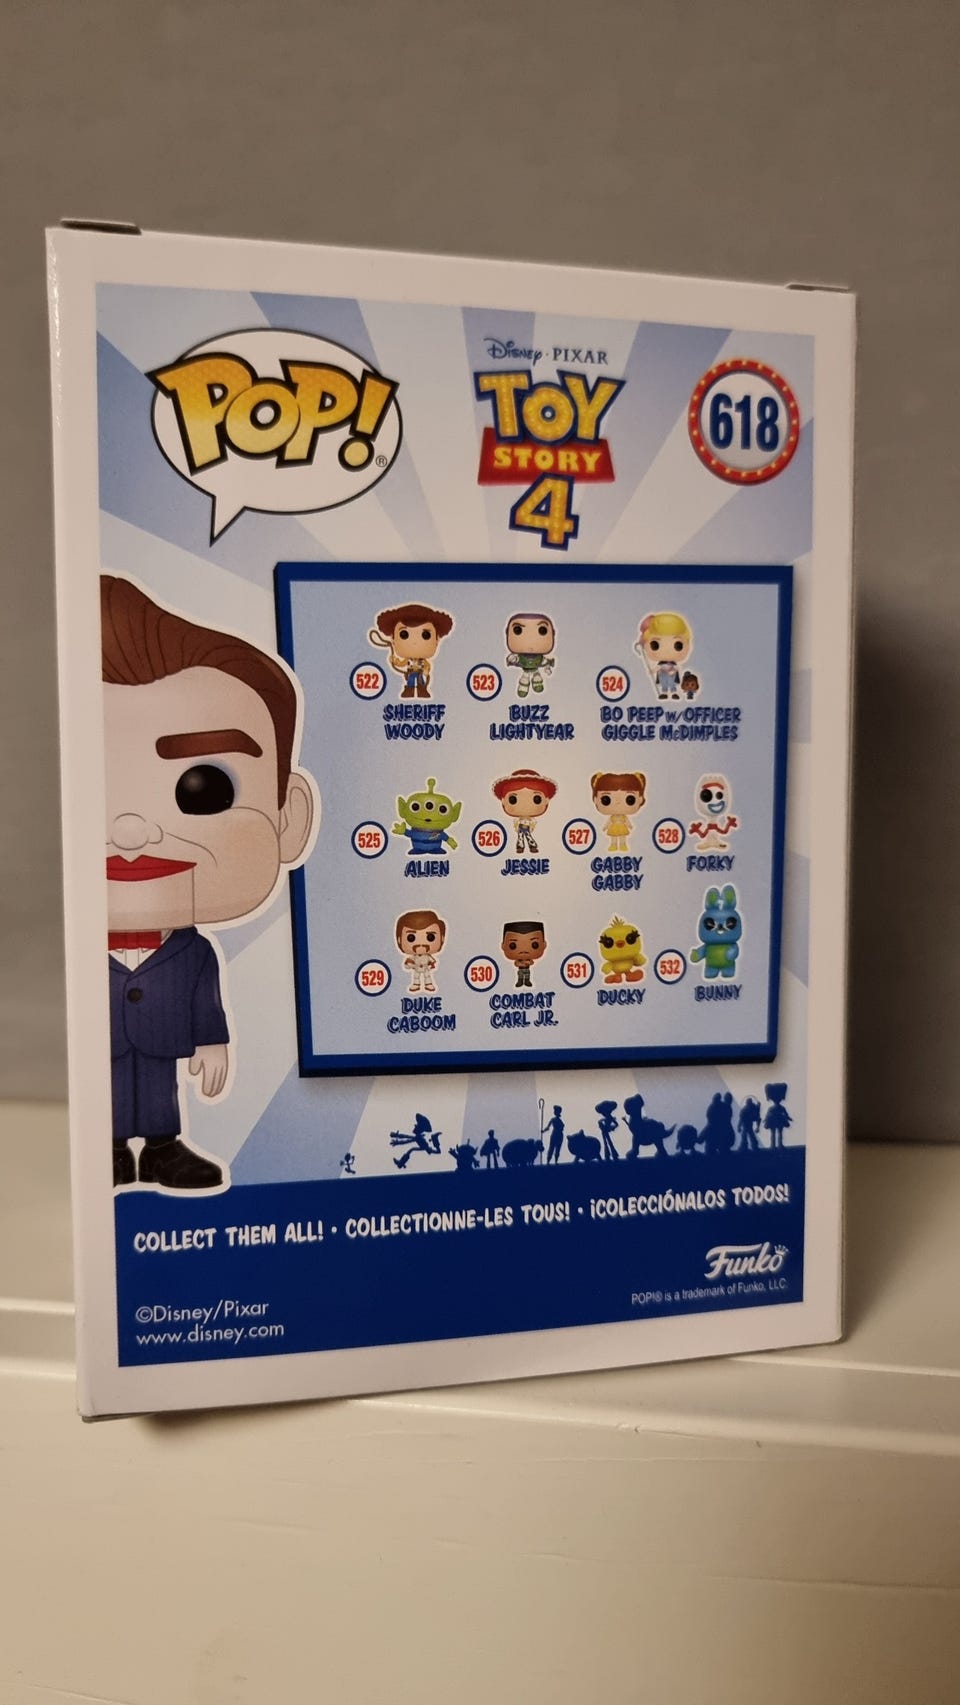 POP!®
Disney · PIXAR
TOY
STORY
4
618
522
SHERIFF
WOODY
523
BUZZ
LIGHTYEAR
524
BO PEEP w/OFFICER
GIGGLE McDIMPLES
525
ALIEN
526
JESSIE
527
GABBY
GABBY
528
FORKY
529
DUKE
CABOOM
530
COMBAT
CARL JR.
531
DUCKY
532
BUNNY
COLLECT THEM ALL! • COLLECTIONNE-LES TOUS! • ¡COLECCIÓNALOS TODOS!
Funko
POP!® is a trademark of Funko, LLC.
©Disney/Pixar
www.disney.com